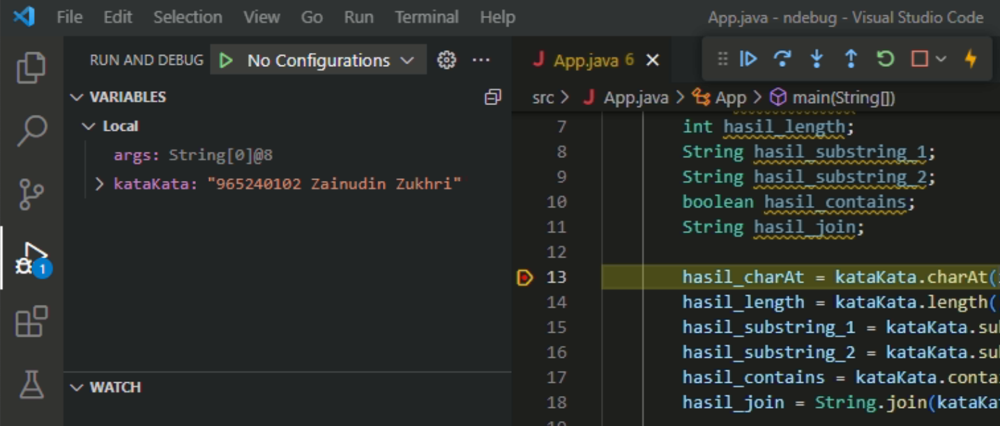 File Edit Selection View Go Run Terminal Help App.java - ndebug - Visual Studio Code
RUN AND DEBUG No Configurations ...
VARIABLES
Local
args: String[0]@8
kataKata: "965240102 Zainudin Zukhri"
1
WATCH
J App.java 6
src > J App.java > App > main(String[])
7 int hasil_length;
8 String hasil_substring_1;
9 String hasil_substring_2;
10 boolean hasil_contains;
11 String hasil_join;
12
13 hasil_charAt = kataKata.charAt(
14 hasil_length = kataKata.length(
15 hasil_substring_1 = kataKata.su
16 hasil_substring_2 = kataKata.su
17 hasil_contains = kataKata.conta
18 hasil_join = String.join(kataKa